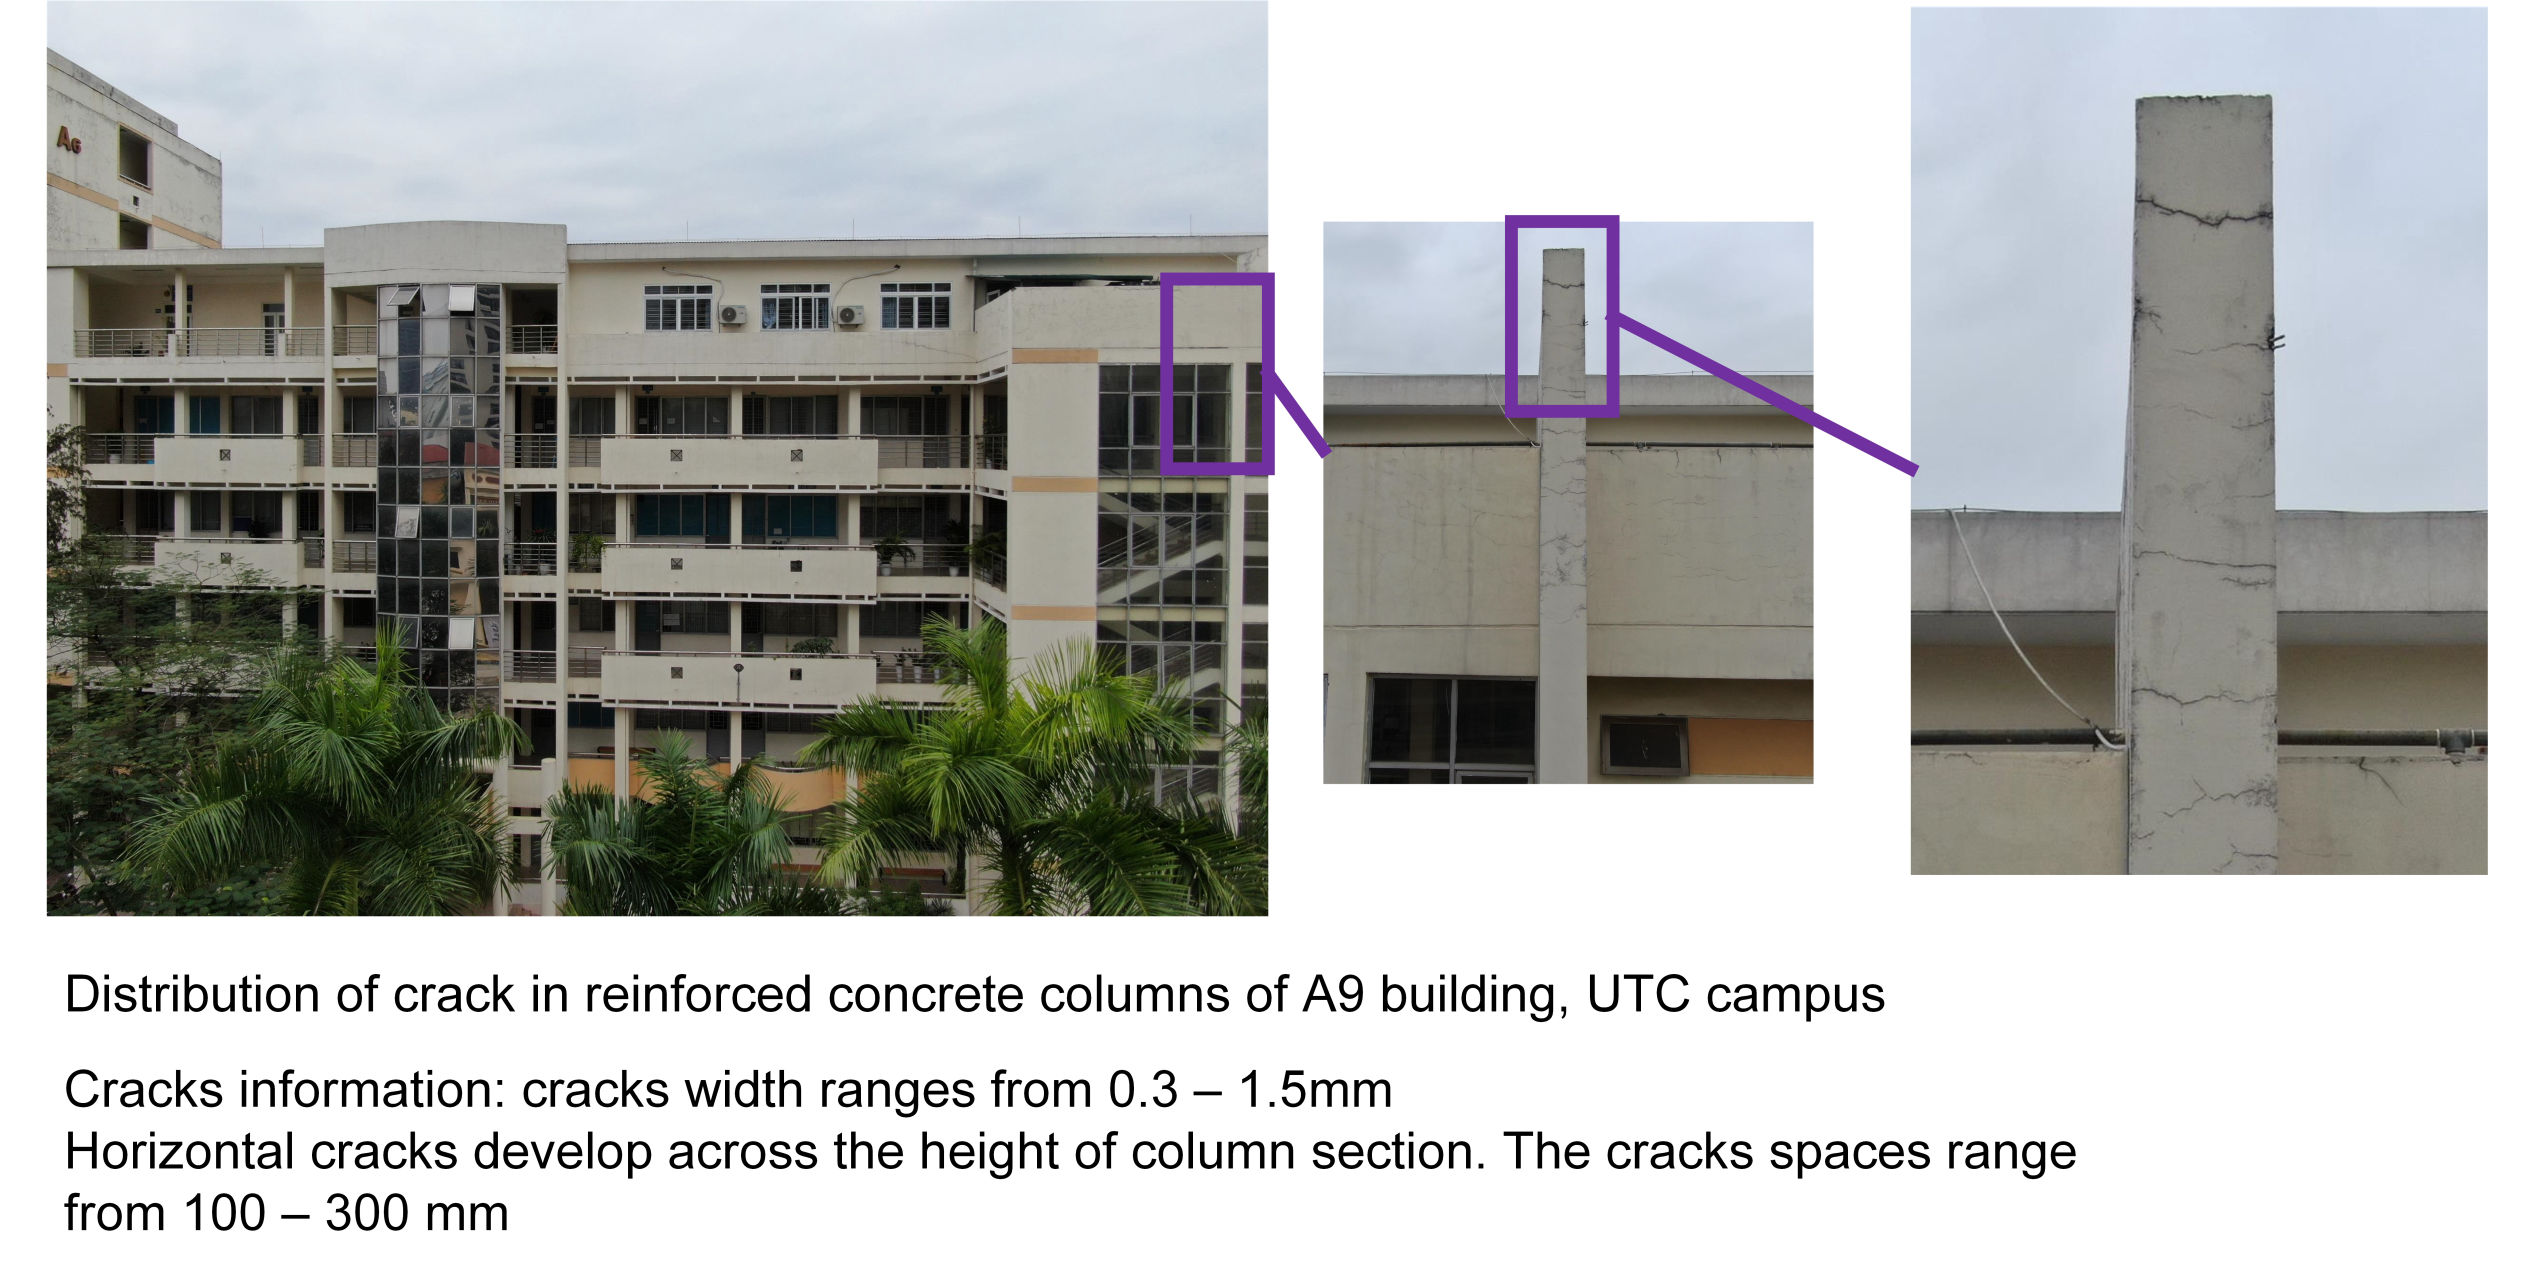 A6
Distribution of crack in reinforced concrete columns of A9 building, UTC campus
Cracks information: cracks width ranges from 0.3 – 1.5mm
Horizontal cracks develop across the height of column section. The cracks spaces range
from 100 – 300 mm